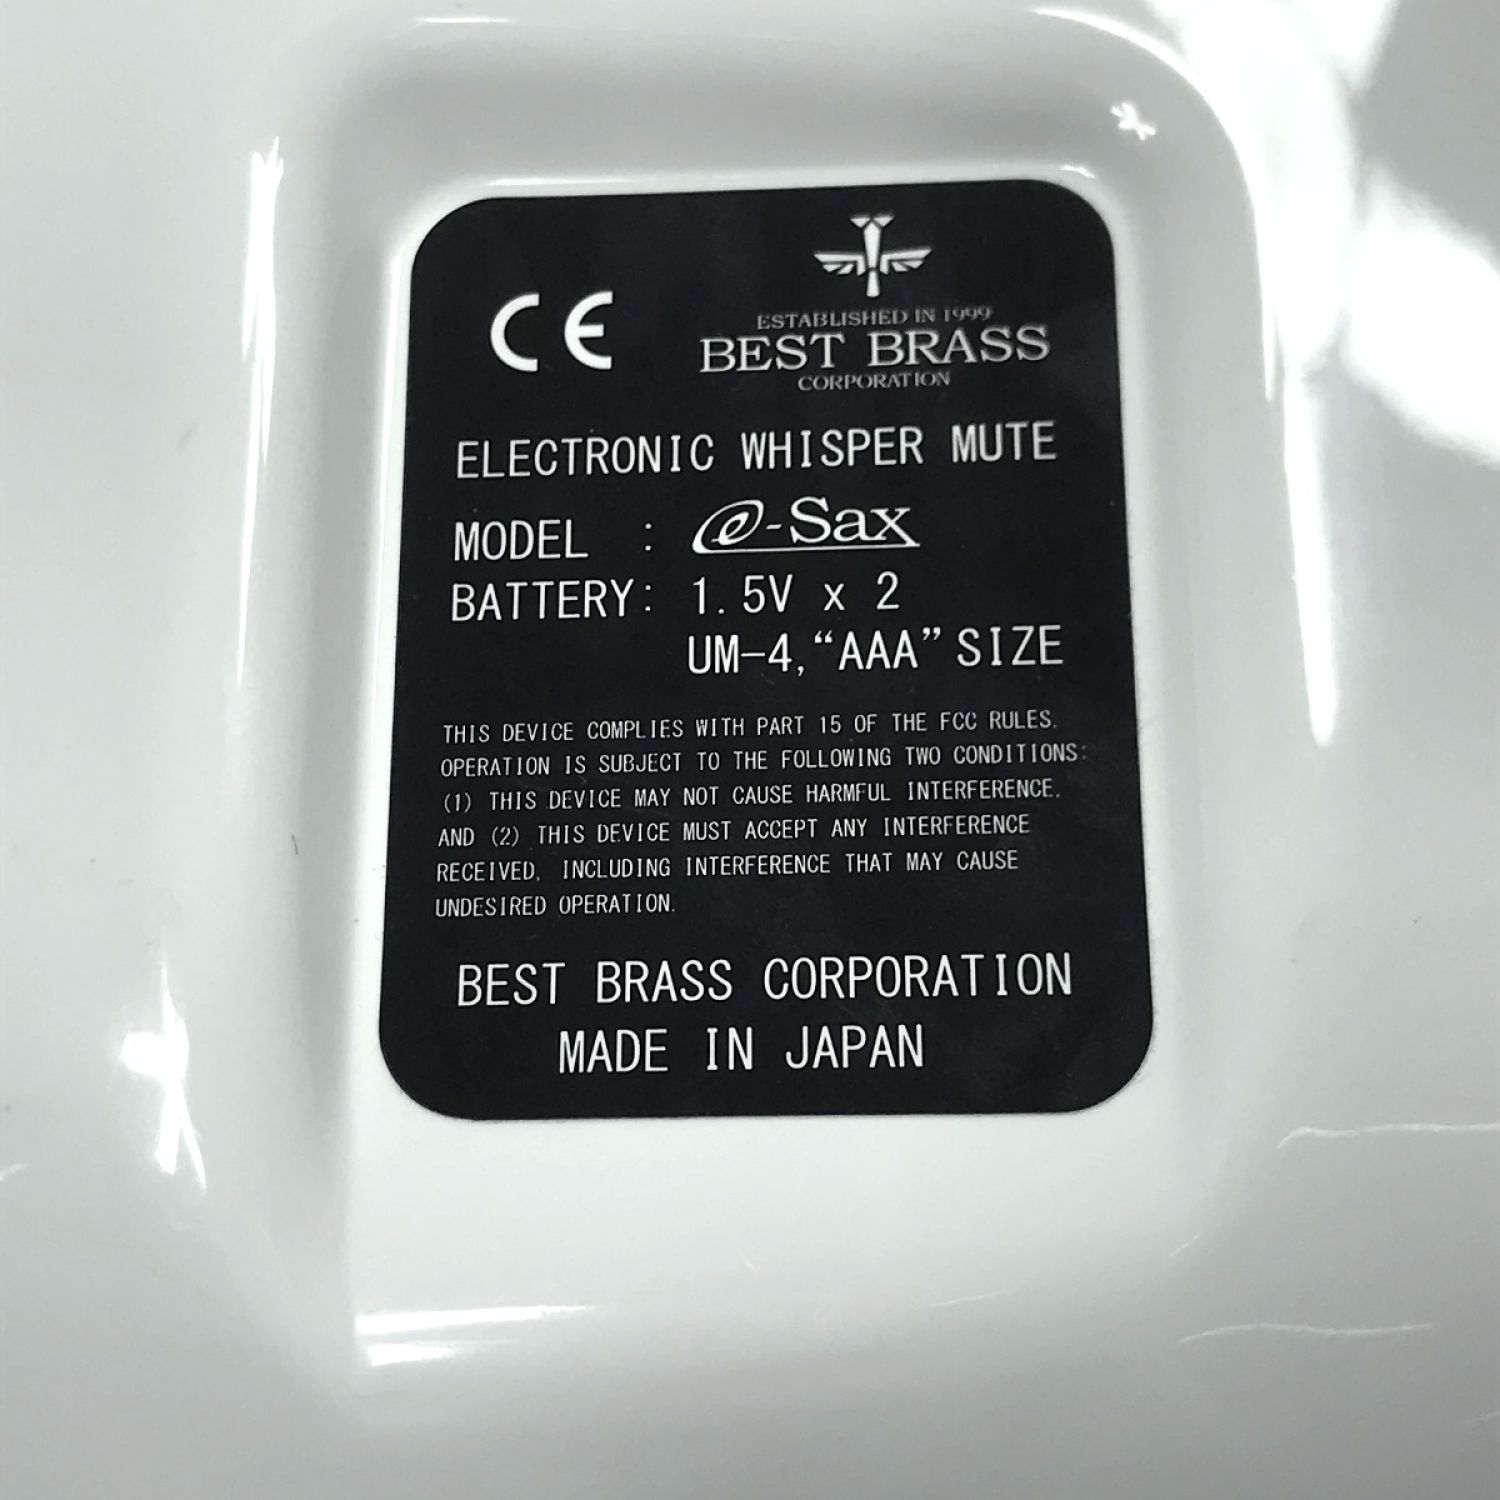 CE
ESTABLISHED IN 1999
BEST BRASS
CORPORATION
ELECTRONIC WHISPER MUTE
MODEL : e-Sax
BATTERY: 1.5V x 2
UM-4, “AAA” SIZE
THIS DEVICE COMPLIES WITH PART 15 OF THE FCC RULES.
OPERATION IS SUBJECT TO THE FOLLOWING TWO CONDITIONS:
(1) THIS DEVICE MAY NOT CAUSE HARMFUL INTERFERENCE.
AND (2) THIS DEVICE MUST ACCEPT ANY INTERFERENCE
RECEIVED, INCLUDING INTERFERENCE THAT MAY CAUSE
UNDESIRED OPERATION.
BEST BRASS CORPORATION
MADE IN JAPAN